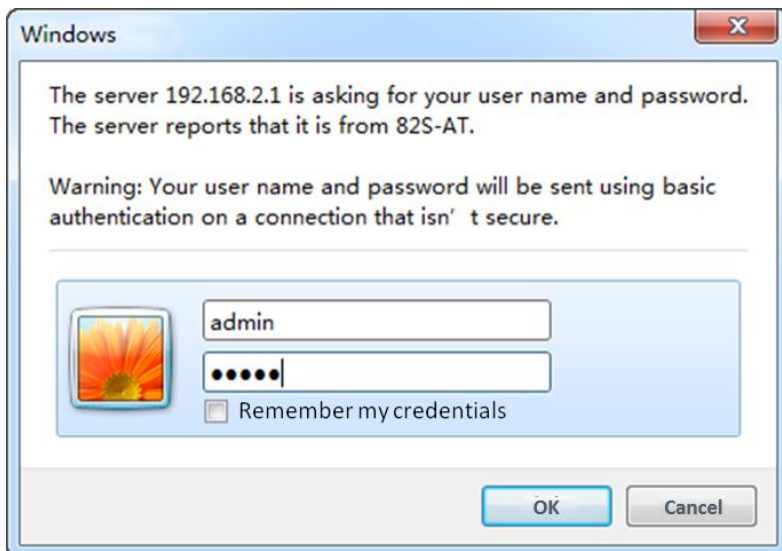 Windows
The server 192.168.2.1 is asking for your user name and password.
The server reports that it is from 82S-AT.
Warning: Your user name and password will be sent using basic
authentication on a connection that isn' t secure.
admin
●●●●●
Remember my credentials
OK
Cancel